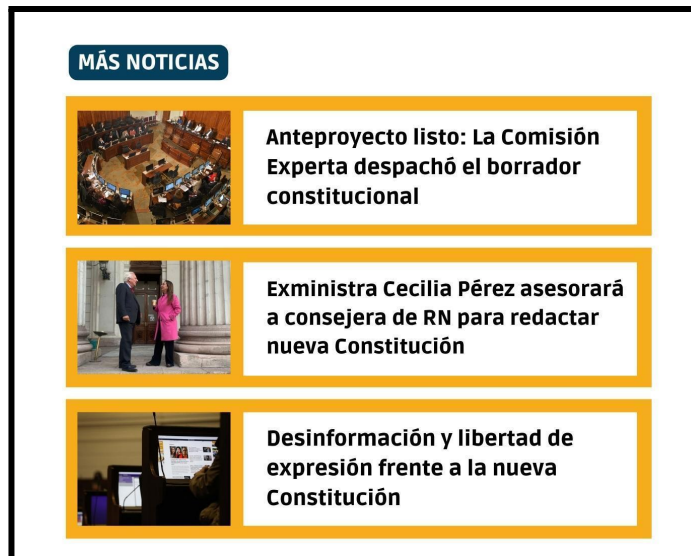 MÁS NOTICIAS
Anteproyecto listo: La Comisión
Experta despachó el borrador
constitucional
Exministra Cecilia Pérez asesorará
a consejera de RN para redactar
nueva Constitución
Desinformación y libertad de
expresión frente a la nueva
Constitución